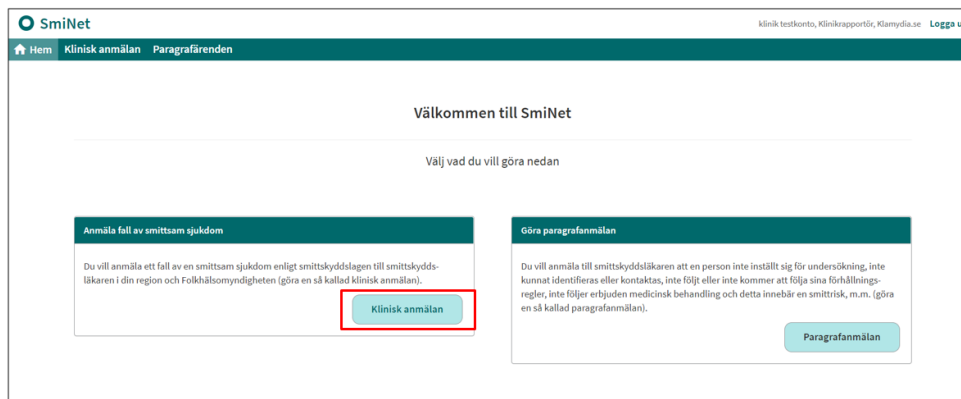 SmiNet
klinik testkonto, Klinikrapportör, Klamydia.se Logga u
Hem Klinisk anmälan Paragrafärenden
Välkommen till SmiNet
Välj vad du vill göra nedan
Anmäla fall av smittsam sjukdom
Du vill anmäla ett fall av en smittsam sjukdom enligt smittskyddslagen till smittskydds-
läkaren i din region och Folkhälsomyndigheten (göra en så kallad klinisk anmälan).
Klinisk anmälan
Göra paragrafanmälan
Du vill anmäla till smittskyddsläkaren att en person inte inställt sig för undersökning, inte
kunnat identifieras eller kontaktas, inte följt eller inte kommer att följa sina förhållnings-
regler, inte följer erbjuden medicinsk behandling och detta innebär en smittrisk, m.m. (göra
en så kallad paragrafanmälan).
Paragrafanmälan